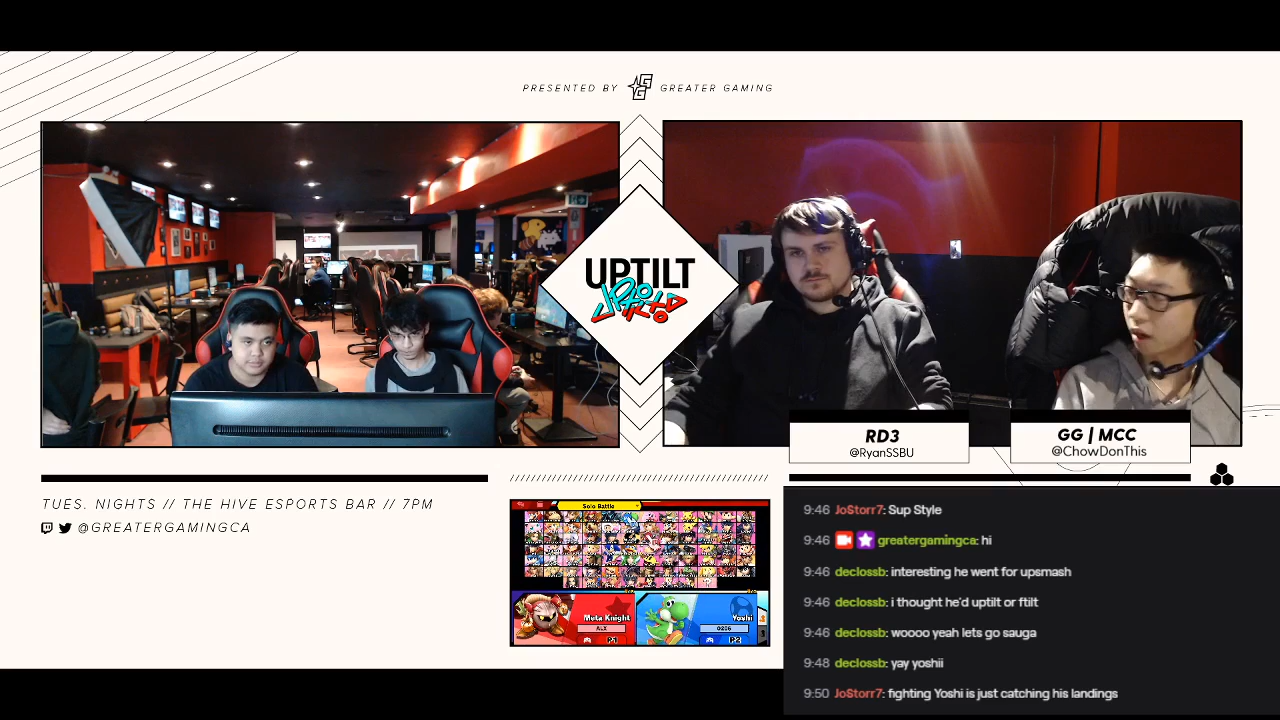 PRESENTED BY GREATER GAMING
UPTILT
RD3
@RyanSSBU
GG | MCC
@ChowDonThis
TUES. NIGHTS // THE HIVE ESPORTS BAR // 7PM
@GREATERGAMINGCA
Solo Battle
Meta Knight
ALX
P1
Yoshi
P2
9:46 JoStorr7: Sup Style
9:46 greatergamingca: hi
9:46 declossb: interesting he went for upsmash
9:46 declossb: i thought he'd uptilt or ftilt
9:46 declossb: woooo yeah lets go sauga
9:48 declossb: yay yoshii
9:50 JoStorr7: fighting Yoshi is just catching his landings